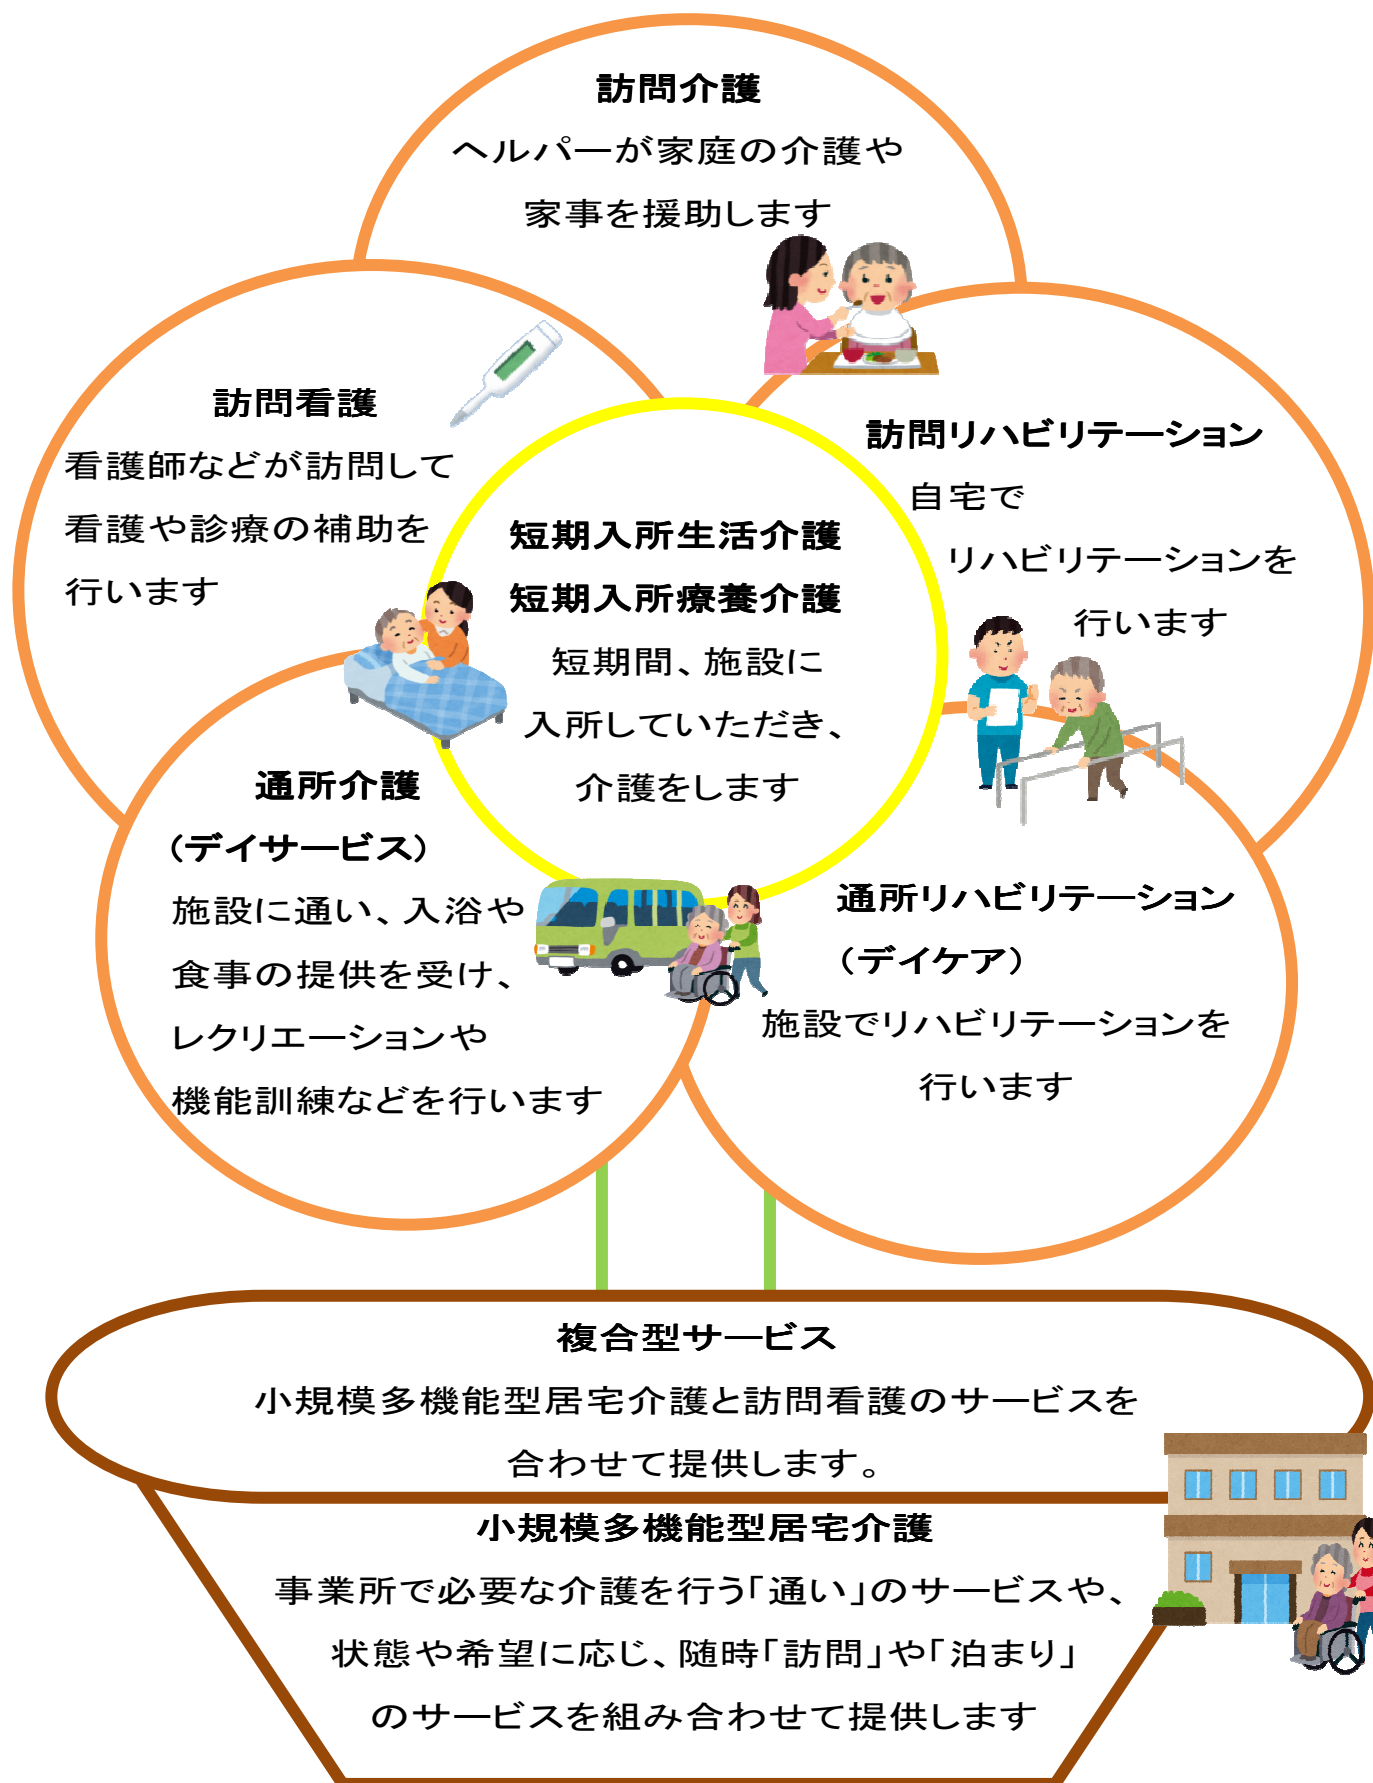 訪問介護
ヘルパーが家庭の介護や
家事を援助します
訪問看護
看護師などが訪問して
看護や診療の補助を
行います
訪問リハビリテーション
自宅で
リハビリテーションを
行います
短期入所生活介護
短期入所療養介護
短期間、施設に
入所していただき、
介護をします
通所介護
（デイサービス）
施設に通い、入浴や
食事の提供を受け、
レクリエーションや
機能訓練などを行います
通所リハビリテーション
（デイケア）
施設でリハビリテーションを
行います
複合型サービス
小規模多機能型居宅介護と訪問看護のサービスを
合わせて提供します。
小規模多機能型居宅介護
事業所で必要な介護を行う「通い」のサービスや、
状態や希望に応じ、随時「訪問」や「泊まり」
のサービスを組み合わせて提供します